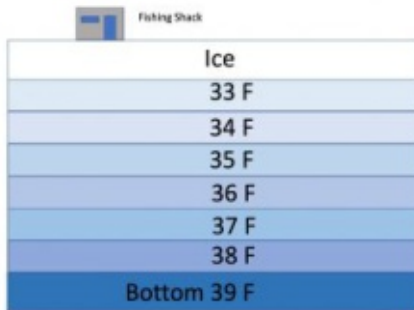 Fishing Shack
Ice
33 F
34 F
35 F
36 F
37 F
38 F
Bottom 39 F